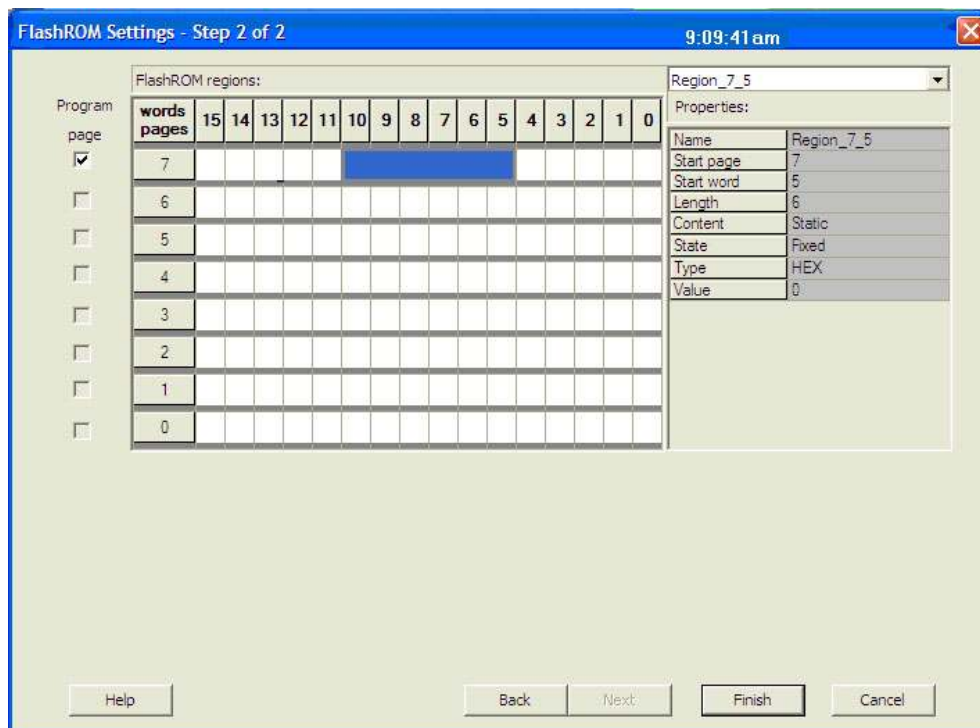 FlashROM Settings - Step 2 of 2
9:09:41am
FlashROM regions:
Region_7_5
Program
page
words
pages
15 14 13 12 11 10 9 8 7 6 5 4 3 2 1 0
7
6
5
4
3
2
1
0
Properties:
Name Region_7_5
Start page 7
Start word 5
Length 6
Content Static
State Fixed
Type HEX
Value 0
Help
Back
Next
Finish
Cancel